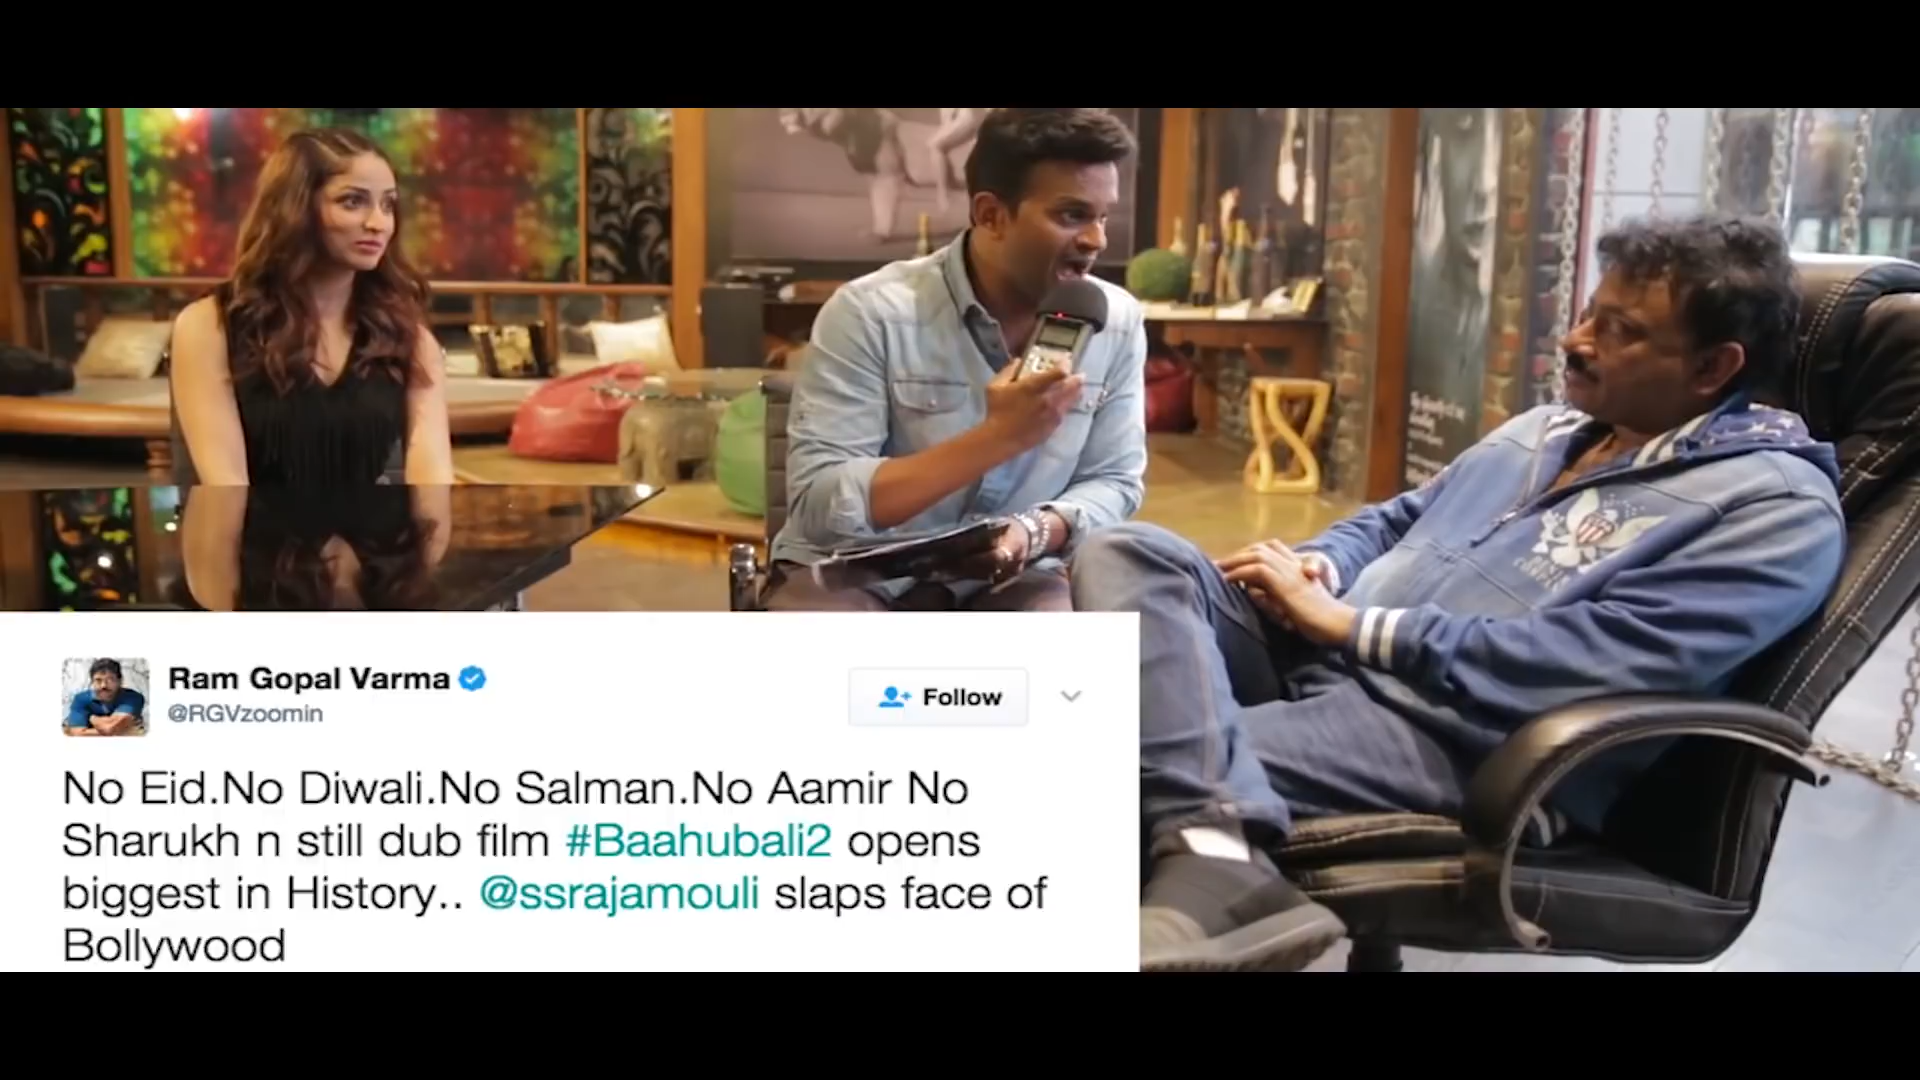 Ram Gopal Varma
@RGVzoomin
Follow
No Eid.No Diwali.No Salman.No Aamir No
Sharukh n still dub film #Baahubali2 opens
biggest in History.. @ssrajamouli slaps face of
Bollywood